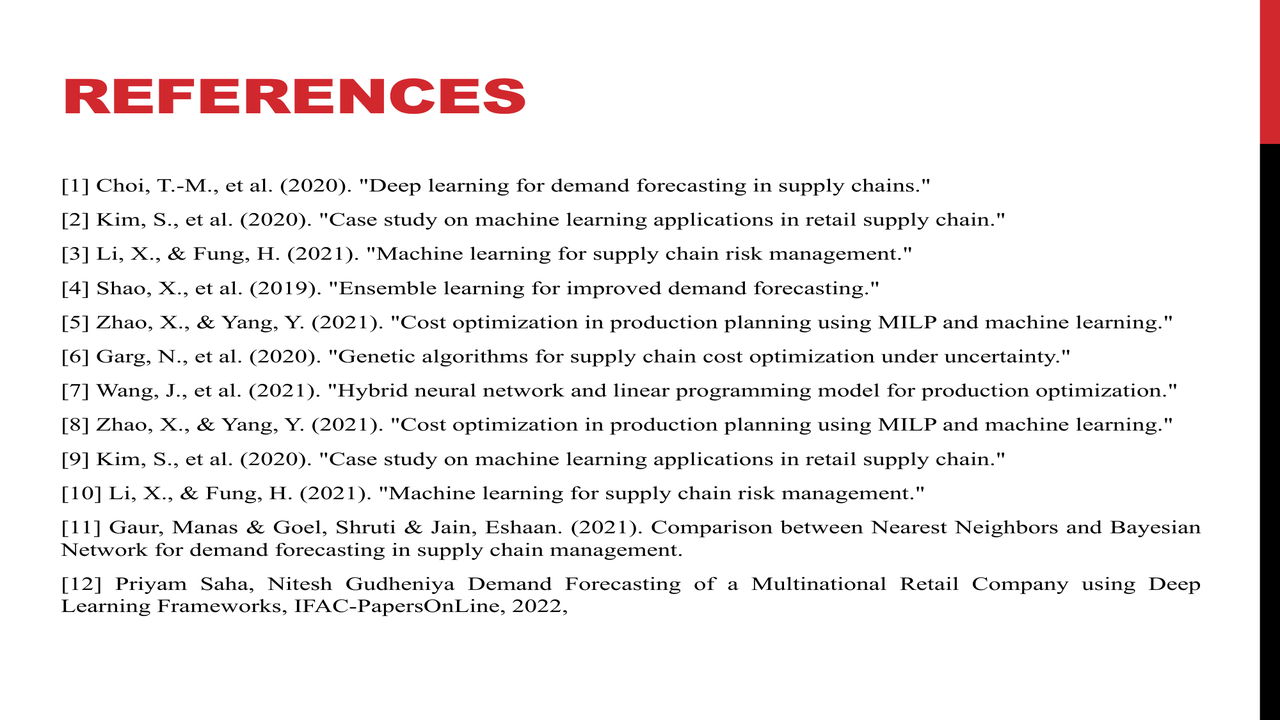 REFERENCES
[1] Choi, T.-M., et al. (2020). "Deep learning for demand forecasting in supply chains."
[2] Kim, S., et al. (2020). "Case study on machine learning applications in retail supply chain."
[3] Li, X., & Fung, H. (2021). "Machine learning for supply chain risk management."
[4] Shao, X., et al. (2019). "Ensemble learning for improved demand forecasting."
[5] Zhao, X., & Yang, Y. (2021). "Cost optimization in production planning using MILP and machine learning."
[6] Garg, N., et al. (2020). "Genetic algorithms for supply chain cost optimization under uncertainty."
[7] Wang, J., et al. (2021). "Hybrid neural network and linear programming model for production optimization."
[8] Zhao, X., & Yang, Y. (2021). "Cost optimization in production planning using MILP and machine learning."
[9] Kim, S., et al. (2020). "Case study on machine learning applications in retail supply chain."
[10] Li, X., & Fung, H. (2021). "Machine learning for supply chain risk management."
[11] Gaur, Manas & Goel, Shruti & Jain, Eshaan. (2021). Comparison between Nearest Neighbors and Bayesian
Network for demand forecasting in supply chain management.
[12] Priyam Saha, Nitesh Gudheniya Demand Forecasting of a Multinational Retail Company using Deep
Learning Frameworks, IFAC-PapersOnLine, 2022,